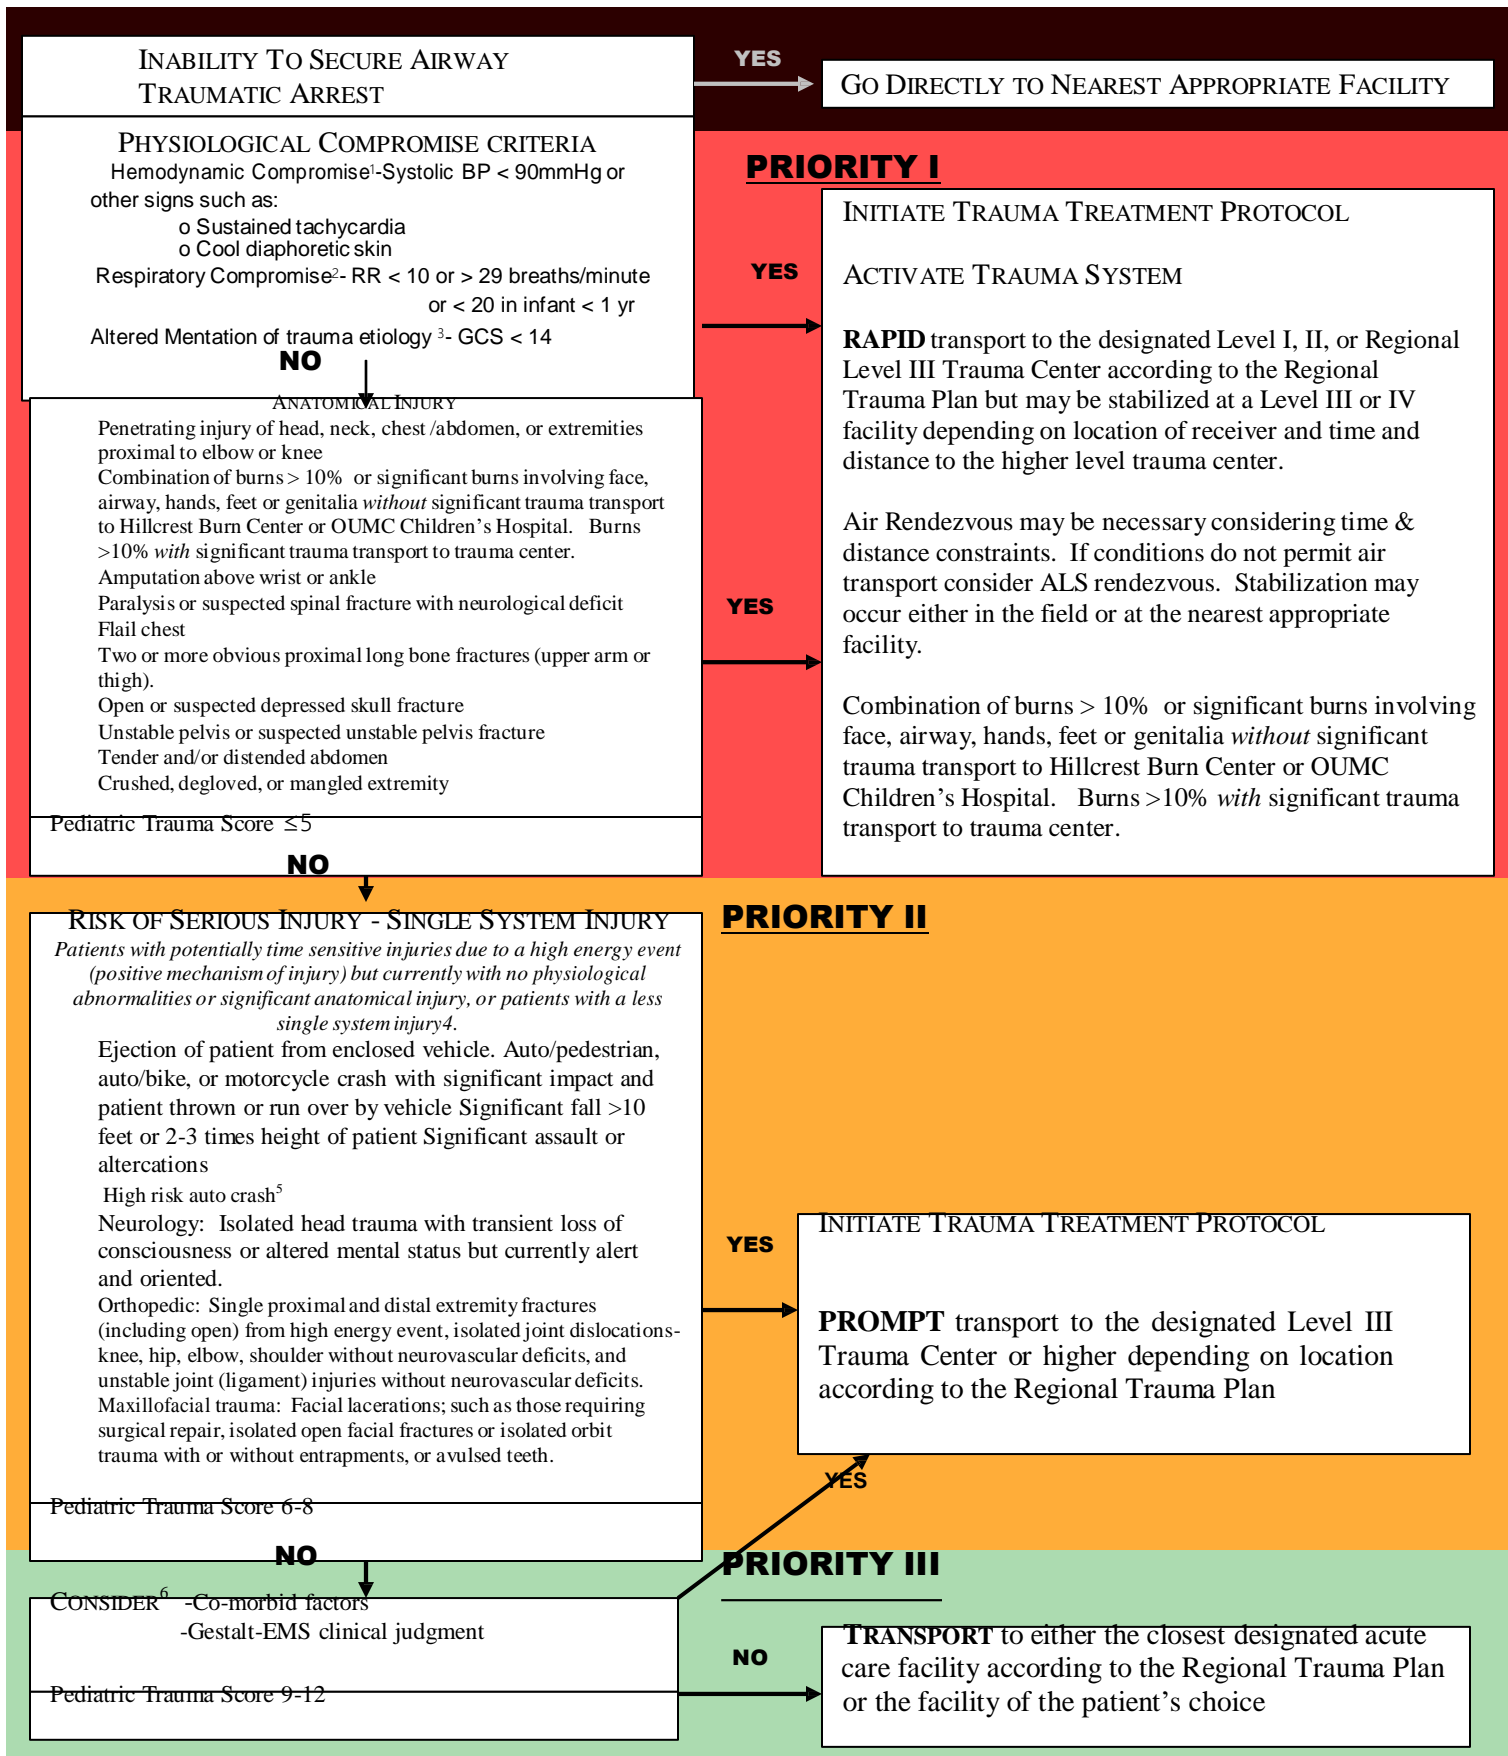 INABILITY TO SECURE AIRWAY
TRAUMATIC ARREST
YES
GO DIRECTLY TO NEAREST APPROPRIATE FACILITY
PHYSIOLOGICAL COMPROMISE CRITERIA
Hemodynamic Compromise¹-Systolic BP < 90mmHg or
other signs such as:
o Sustained tachycardia
o Cool diaphoretic skin
Respiratory Compromise²- RR < 10 or > 29 breaths/minute
or < 20 in infant < 1 yr
Altered Mentation of trauma etiology ³- GCS < 14
NO
PRIORITY I
YES
INITIATE TRAUMA TREATMENT PROTOCOL
ACTIVATE TRAUMA SYSTEM
RAPID transport to the designated Level I, II, or Regional
Level III Trauma Center according to the Regional
Trauma Plan but may be stabilized at a Level III or IV
facility depending on location of receiver and time and
distance to the higher level trauma center.
Air Rendezvous may be necessary considering time &
distance constraints. If conditions do not permit air
transport consider ALS rendezvous. Stabilization may
occur either in the field or at the nearest appropriate
facility.
Combination of burns > 10% or significant burns involving
face, airway, hands, feet or genitalia without significant
trauma transport to Hillcrest Burn Center or OUMC
Children's Hospital. Burns >10% with significant trauma
transport to trauma center.
ANATOMICAL INJURY
Penetrating injury of head, neck, chest /abdomen, or extremities
proximal to elbow or knee
Combination of burns > 10% or significant burns involving face,
airway, hands, feet or genitalia without significant trauma transport
to Hillcrest Burn Center or OUMC Children's Hospital. Burns
>10% with significant trauma transport to trauma center.
Amputation above wrist or ankle
Paralysis or suspected spinal fracture with neurological deficit
Flail chest
Two or more obvious proximal long bone fractures (upper arm or
thigh).
Open or suspected depressed skull fracture
Unstable pelvis or suspected unstable pelvis fracture
Tender and/or distended abdomen
Crushed, degloved, or mangled extremity
Pediatric Trauma Score ≤5
YES
NO
PRIORITY II
RISK OF SERIOUS INJURY - SINGLE SYSTEM INJURY
Patients with potentially time sensitive injuries due to a high energy event
(positive mechanism of injury) but currently with no physiological
abnormalities or significant anatomical injury, or patients with a less
single system injury4.
Ejection of patient from enclosed vehicle. Auto/pedestrian,
auto/bike, or motorcycle crash with significant impact and
patient thrown or run over by vehicle Significant fall >10
feet or 2-3 times height of patient Significant assault or
altercations
High risk auto crash⁵
Neurology: Isolated head trauma with transient loss of
consciousness or altered mental status but currently alert
and oriented.
Orthopedic: Single proximal and distal extremity fractures
(including open) from high energy event, isolated joint dislocations-
knee, hip, elbow, shoulder without neurovascular deficits, and
unstable joint (ligament) injuries without neurovascular deficits.
Maxillofacial trauma: Facial lacerations; such as those requiring
surgical repair, isolated open facial fractures or isolated orbit
trauma with or without entrapments, or avulsed teeth.
Pediatric Trauma Score 6-8
YES
INITIATE TRAUMA TREATMENT PROTOCOL
PROMPT transport to the designated Level III
Trauma Center or higher depending on location
according to the Regional Trauma Plan
YES
NO
PRIORITY III
CONSIDER⁶ -Co-morbid factors
-Gestalt-EMS clinical judgment
Pediatric Trauma Score 9-12
NO
TRANSPORT to either the closest designated acute
care facility according to the Regional Trauma Plan
or the facility of the patient's choice